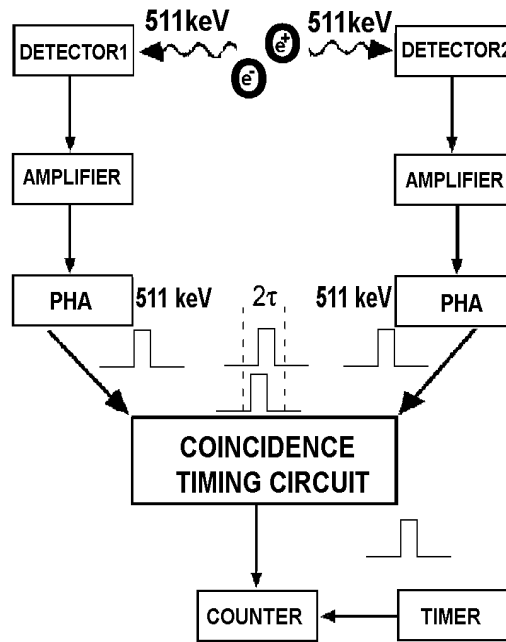 511keV
511keV
DETECTOR1
e⁺
DETECTOR2
e⁻
AMPLIFIER
AMPLIFIER
PHA
511 keV
2τ
511 keV
PHA
COINCIDENCE
TIMING CIRCUIT
COUNTER
TIMER